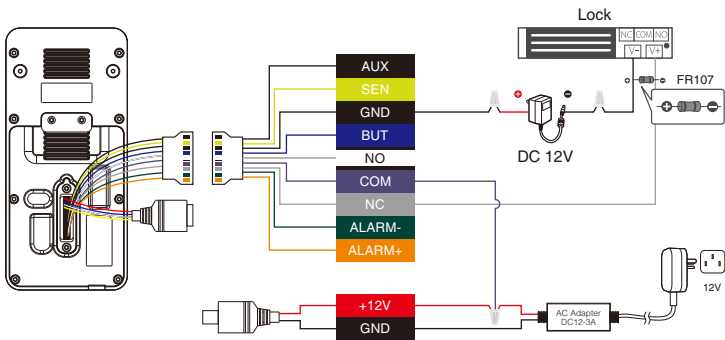 Lock
NC COM NO
V- V+
FR107
AUX
SEN
GND
BUT
NO
COM
NC
ALARM-
ALARM+
DC 12V
+12V
GND
AC Adapter
DC12-3A
12V